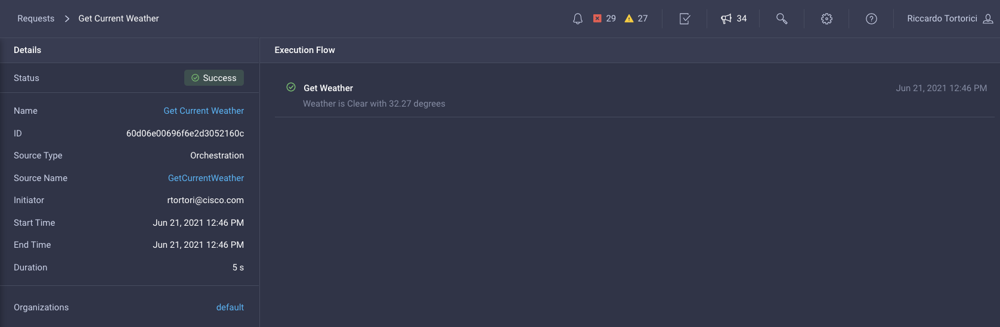 Requests > Get Current Weather
29 27 34 Riccardo Tortorici
Details
Execution Flow
Status Success
Name Get Current Weather
ID 60d06e00696f6e2d3052160c
Source Type Orchestration
Source Name GetCurrentWeather
Initiator rtortori@cisco.com
Start Time Jun 21, 2021 12:46 PM
End Time Jun 21, 2021 12:46 PM
Duration 5 s
Organizations default
Get Weather Jun 21, 2021 12:46 PM
Weather is Clear with 32.27 degrees